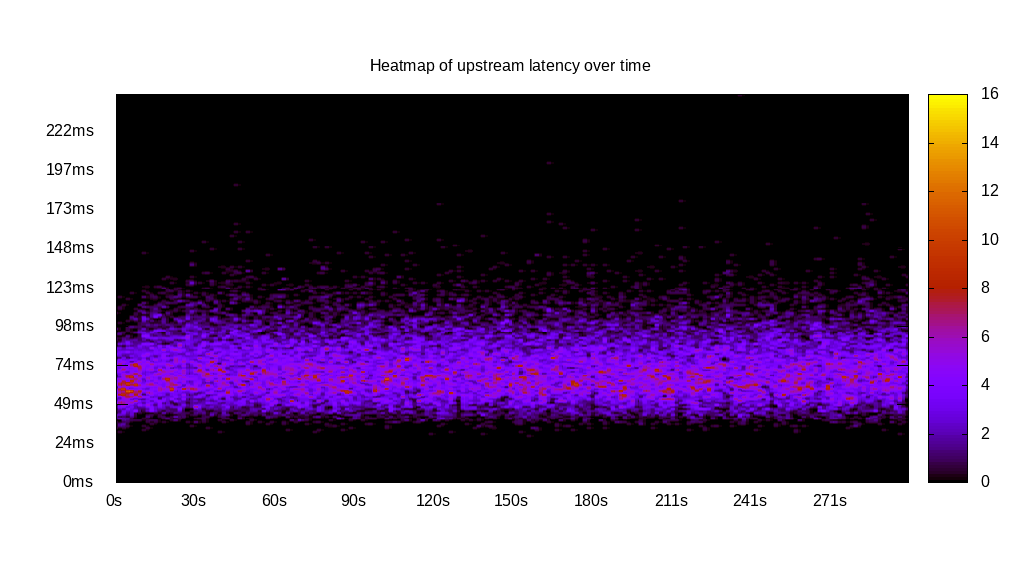 Heatmap of upstream latency over time
222ms
197ms
173ms
148ms
123ms
98ms
74ms
49ms
24ms
0ms
0s 30s 60s 90s 120s 150s 180s 211s 241s 271s
16
14
12
10
8
6
4
2
0